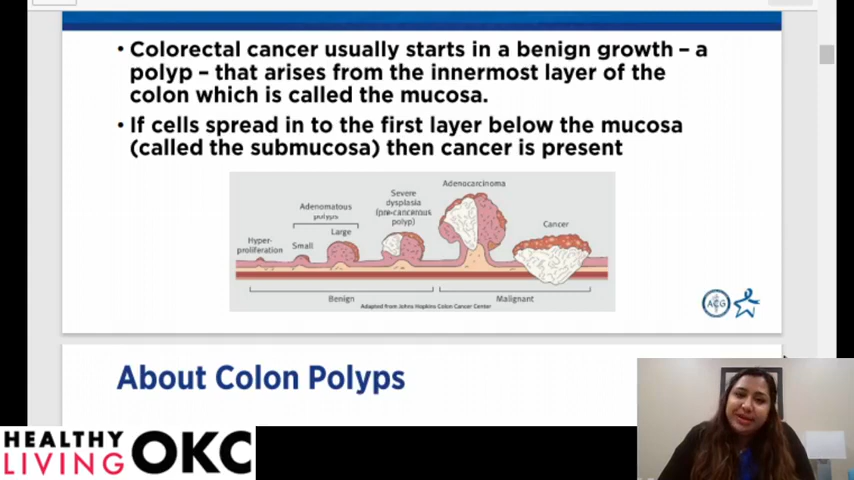 • Colorectal cancer usually starts in a benign growth – a
polyp – that arises from the innermost layer of the
colon which is called the mucosa.
• If cells spread in to the first layer below the mucosa
(called the submucosa) then cancer is present
Hyper-
proliferation
Small
Adenomatous
polyps
Large
Severe
dysplasia
(pre-cancerous
polyp)
Adenocarcinoma
Cancer
Benign
Malignant
Adapted from Johns Hopkins Colon Cancer Center
ACG
About Colon Polyps
HEALTHY
LIVING
OKC